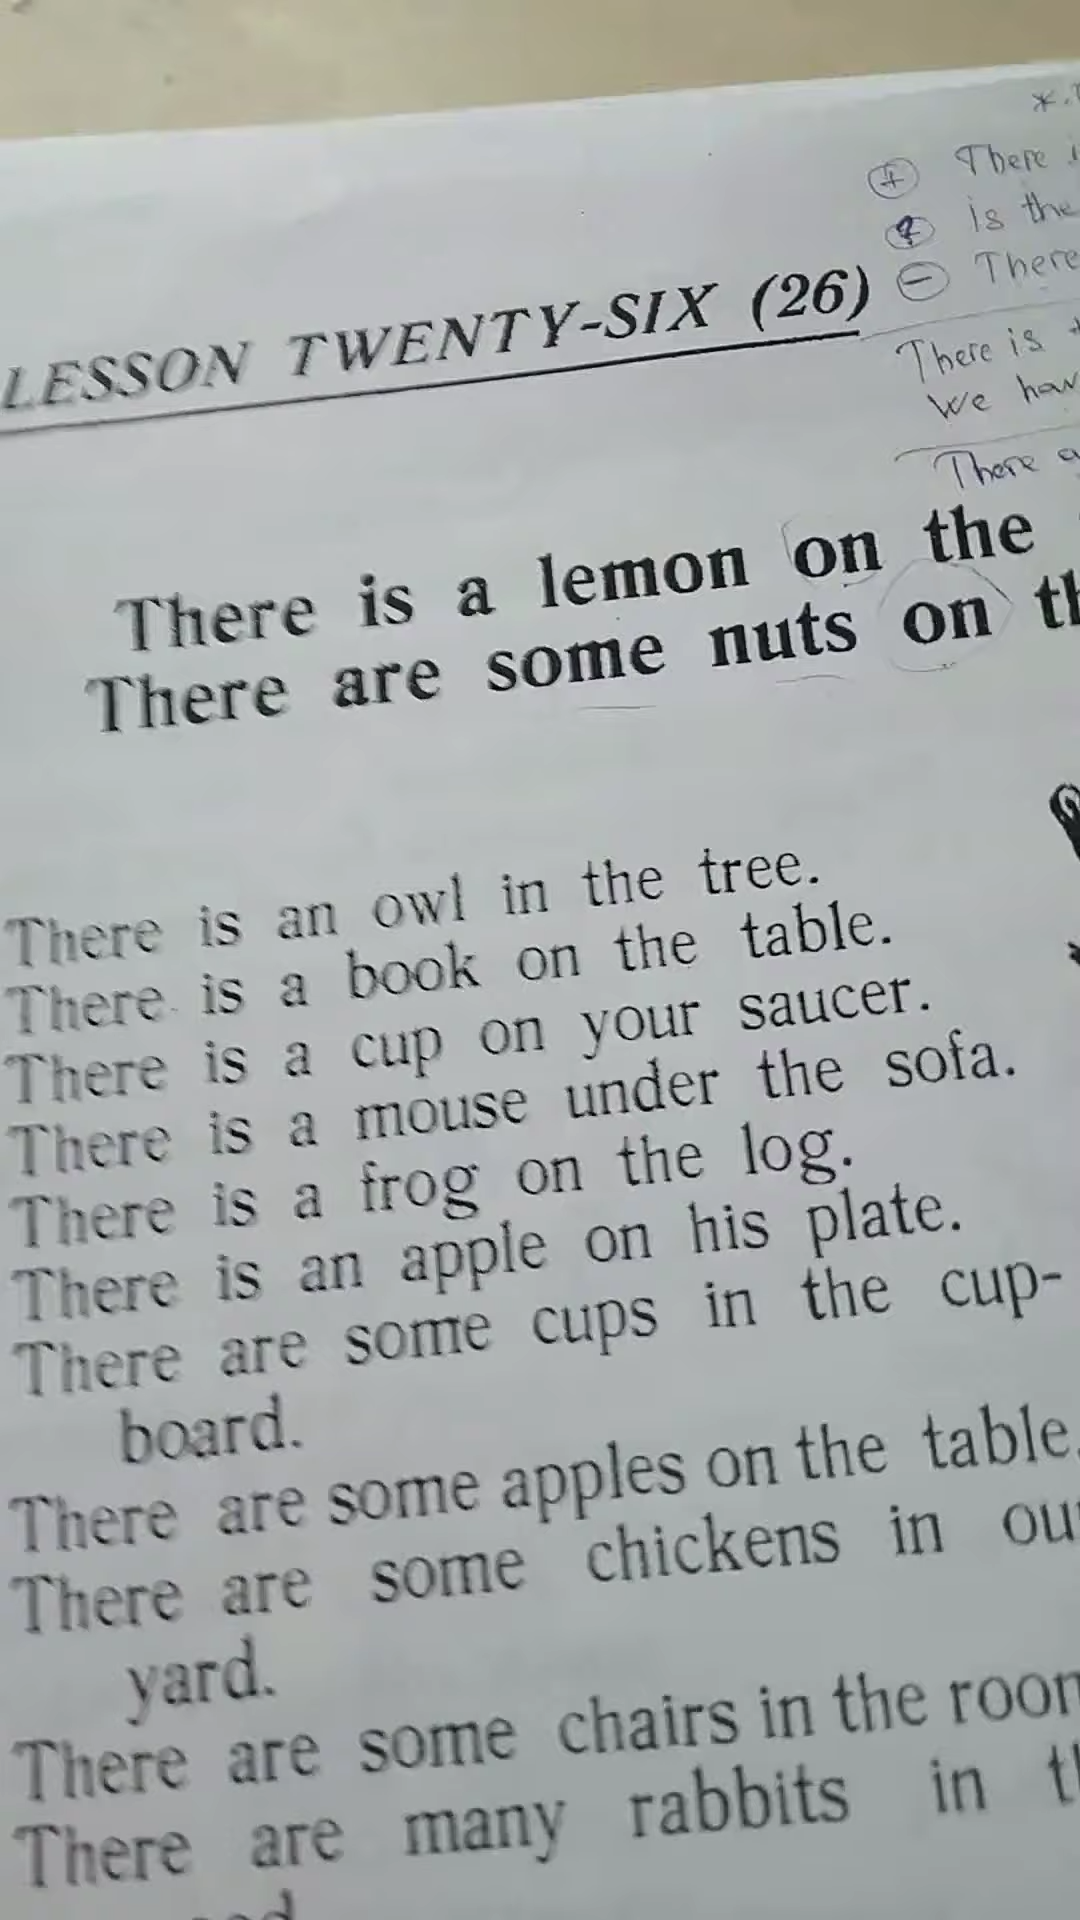 There
is the
There
LESSON TWENTY-SIX (26)
There is
We
There
There is a lemon on the
There are some nuts on
There is an owl in the tree.
There is a book on the table.
There is a cup on your saucer.
There is a mouse under the sofa.
There is a frog on the log.
There is an apple on his plate.
There are some cups in the cup-
board.
There are some apples on the table.
There are some chickens in
yard.
There are some chairs in the
There are many rabbits in